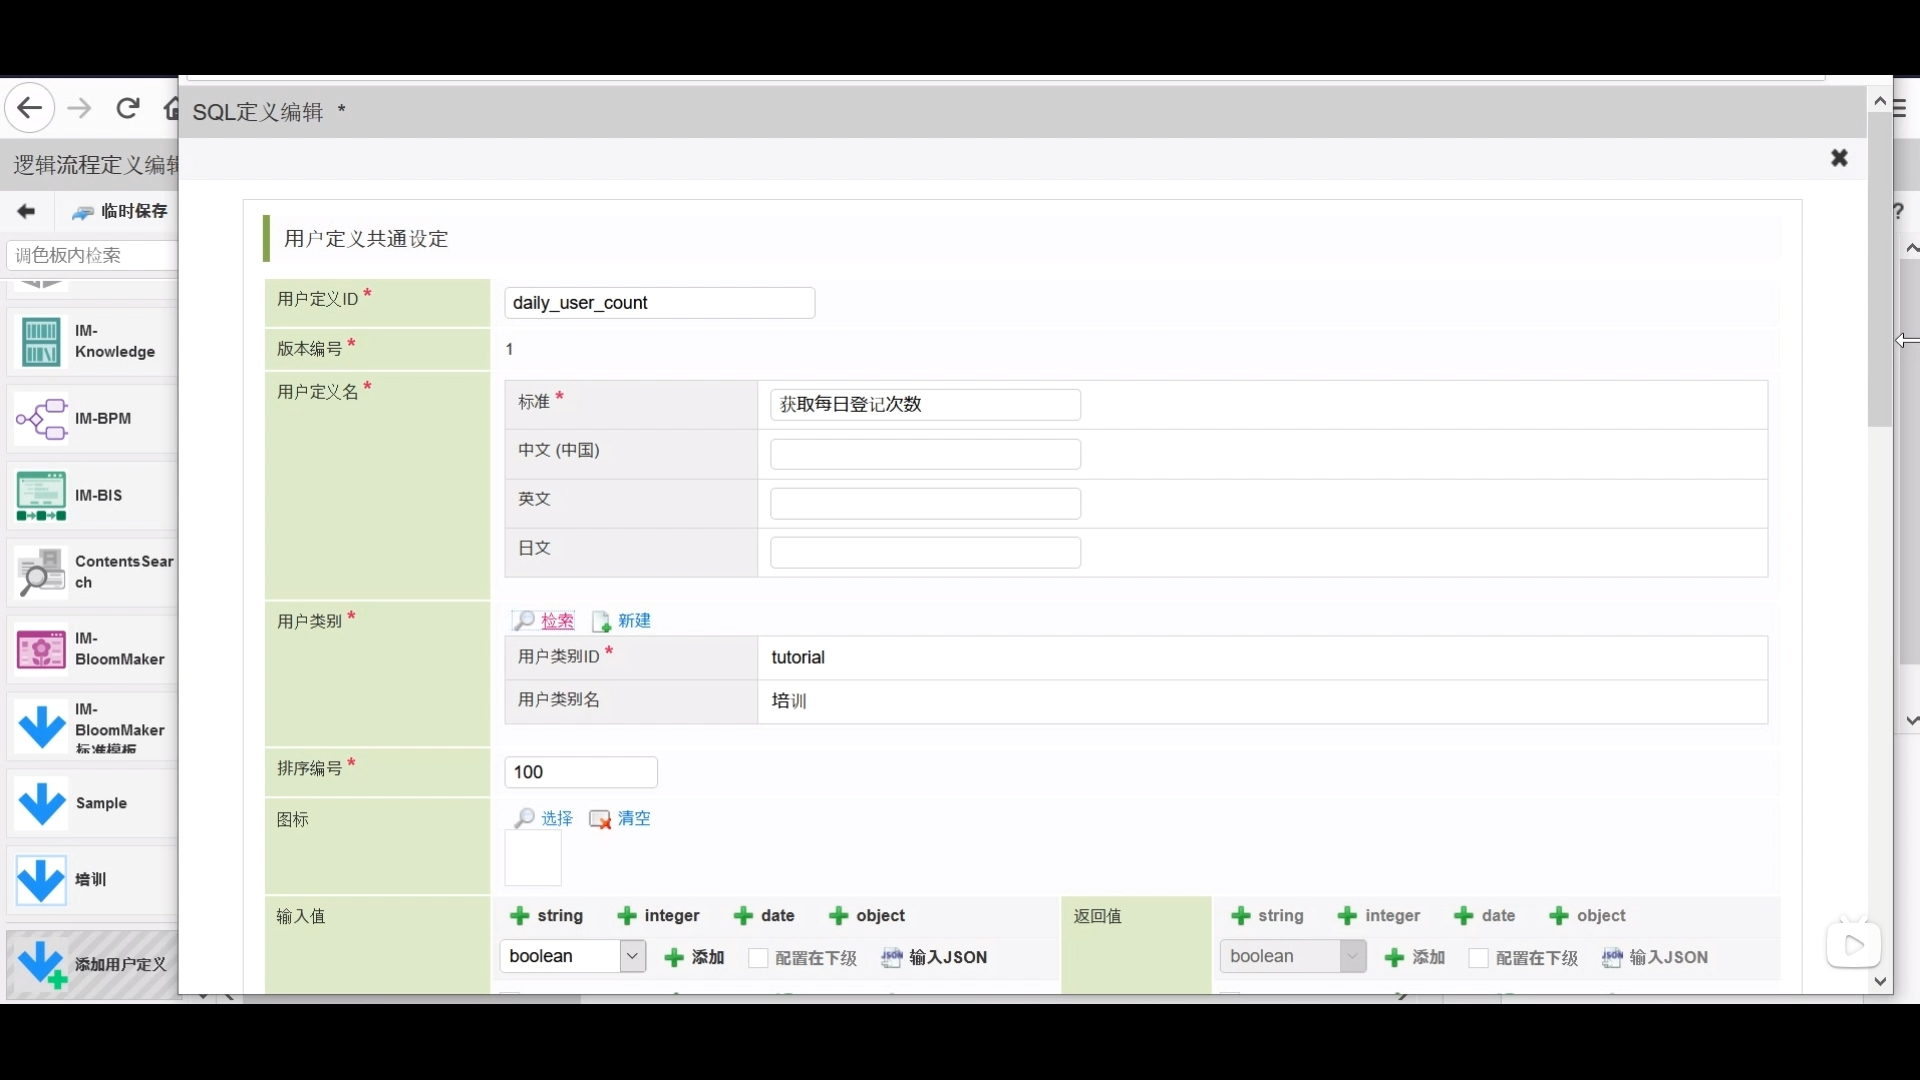 SQL定义编辑 *
逻辑流程定义编辑
临时保存
?
调色板内检索
用户定义共通设定
用户定义ID *
daily_user_count
版本编号 *
1
用户定义名 *
标准 *
获取每日登记次数
中文 (中国)
英文
日文
用户类别 *
检索
新建
用户类别ID *
tutorial
用户类别名
培训
排序编号 *
100
图标
选择
清空
输入值
string
integer
date
object
boolean
添加
配置在下级
JSON
输入JSON
返回值
string
integer
date
object
boolean
添加
配置在下级
JSON
输入JSON
IM-
Knowledge
IM-BPM
IM-BIS
ContentsSear
ch
IM-
BloomMaker
IM-
BloomMaker
标准模板
Sample
培训
添加用户定义